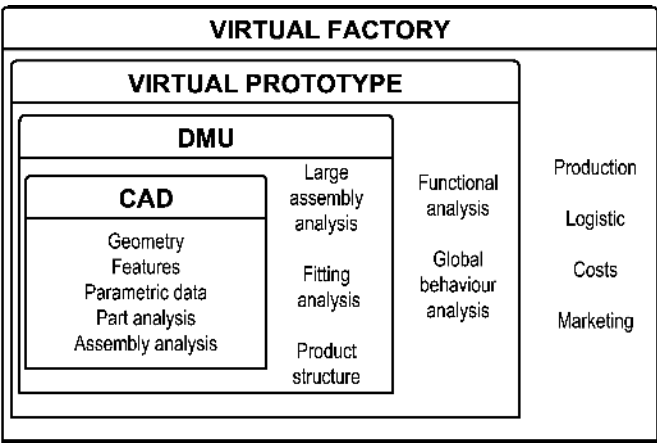 VIRTUAL FACTORY
VIRTUAL PROTOTYPE
DMU
CAD
Geometry
Features
Parametric data
Part analysis
Assembly analysis
Large
assembly
analysis
Fitting
analysis
Product
structure
Functional
analysis
Global
behaviour
analysis
Production
Logistic
Costs
Marketing